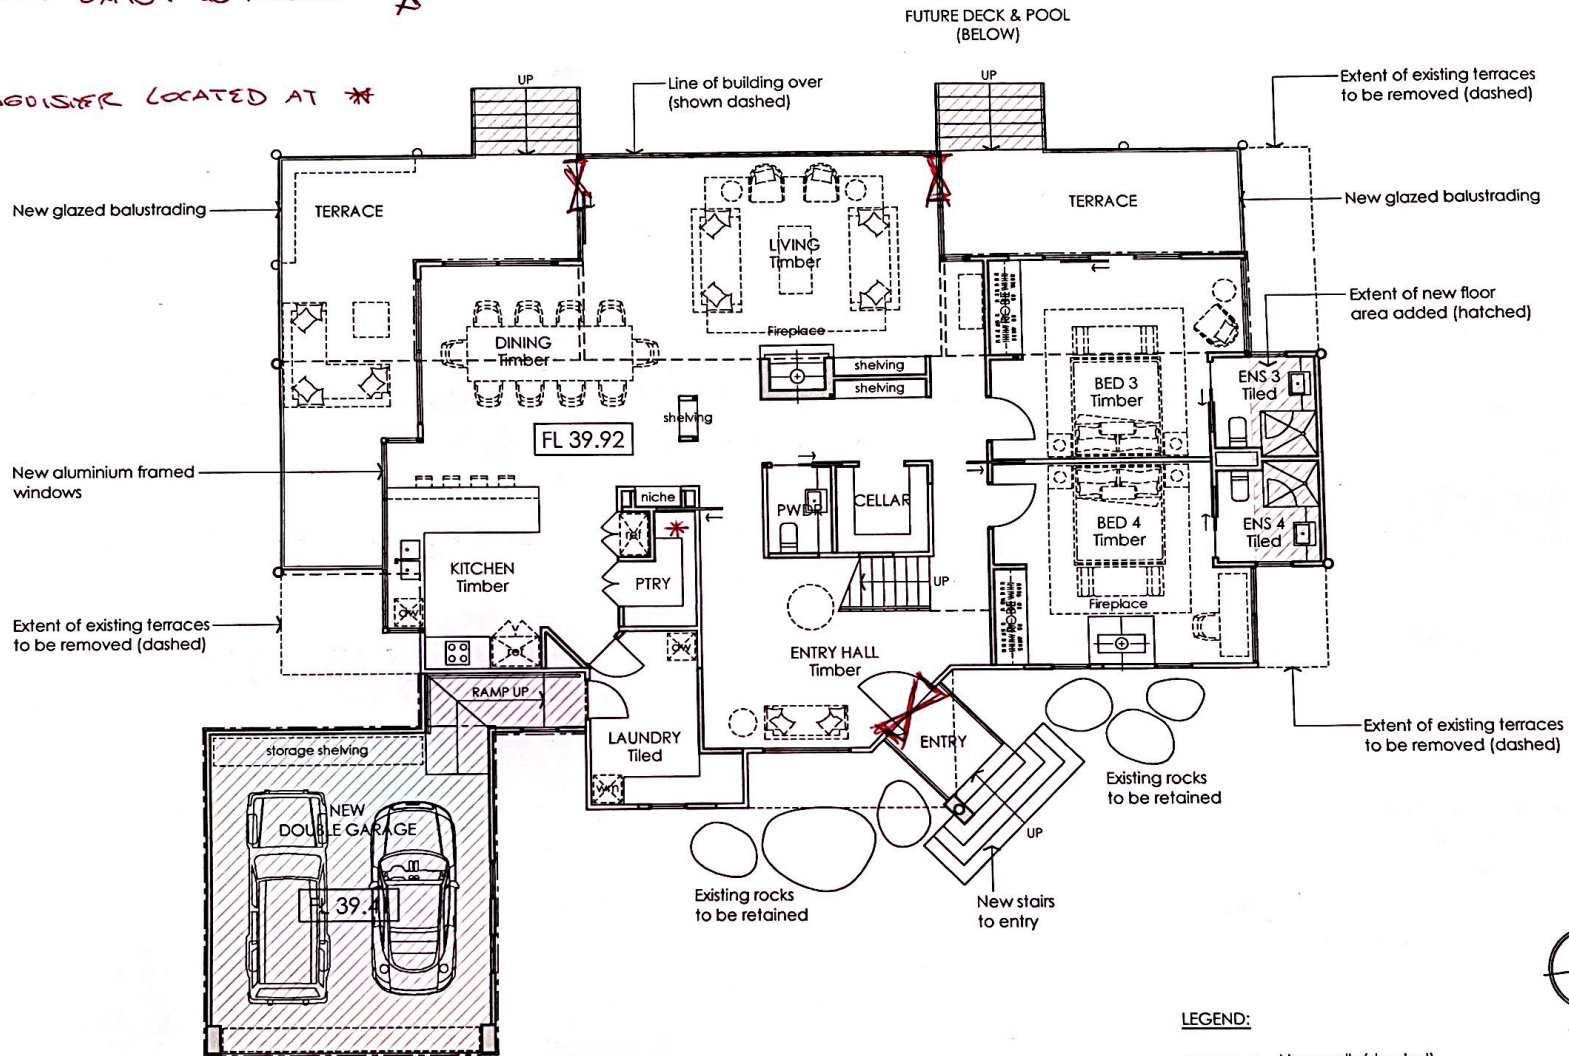 FUTURE DECK & POOL
(BELOW)
LOCATED AT *
UP
Line of building over
(shown dashed)
UP
Extent of existing terraces
to be removed (dashed)
New glazed balustrading
TERRACE
TERRACE
New glazed balustrading
LIVING
Timber
Fireplace
ROBE
Extent of new floor
area added (hatched)
DINING
Timber
shelving
shelving
shelving
BED 3
Timber
ENS 3
Tiled
FL 39.92
New aluminium framed
windows
niche
ref
PWDR
CELLAR
BED 4
Timber
ENS 4
Tiled
KITCHEN
Timber
PTRY
UP
dw
Fireplace
Extent of existing terraces
to be removed (dashed)
ref
dw
ENTRY HALL
Timber
RAMP UP
storage shelving
LAUNDRY
Tiled
wm
ENTRY
Extent of existing terraces
to be removed (dashed)
Existing rocks
to be retained
NEW
DOUBLE GARAGE
UP
Existing rocks
to be retained
New stairs
to entry
LEGEND: